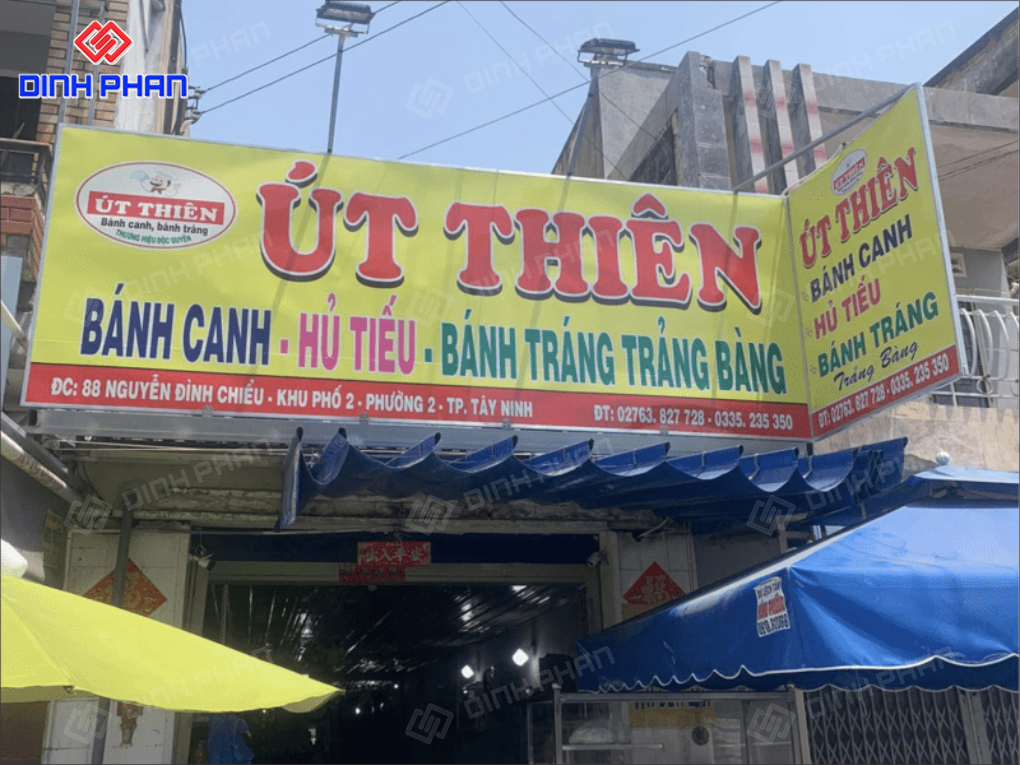 DINH PHAN
ÚT THIÊN
Bánh canh, bánh tráng
THƯƠNG HIỆU ĐỘC QUYỀN
ÚT THIÊN
BÁNH CANH - HỦ TIẾU - BÁNH TRÁNG TRẢNG BÀNG
ĐC: 88 NGUYỄN ĐÌNH CHIỂU - KHU PHỐ 2 - PHƯỜNG 2 - TP. TÂY NINH
ĐT: 02763. 827 728 - 0335. 235 350
ÚT THIÊN
ÚT THIÊN
BÁNH CANH
HỦ TIẾU
BÁNH TRÁNG
Trảng Bàng
ĐT: 02763. 827 728 - 0335. 235 350